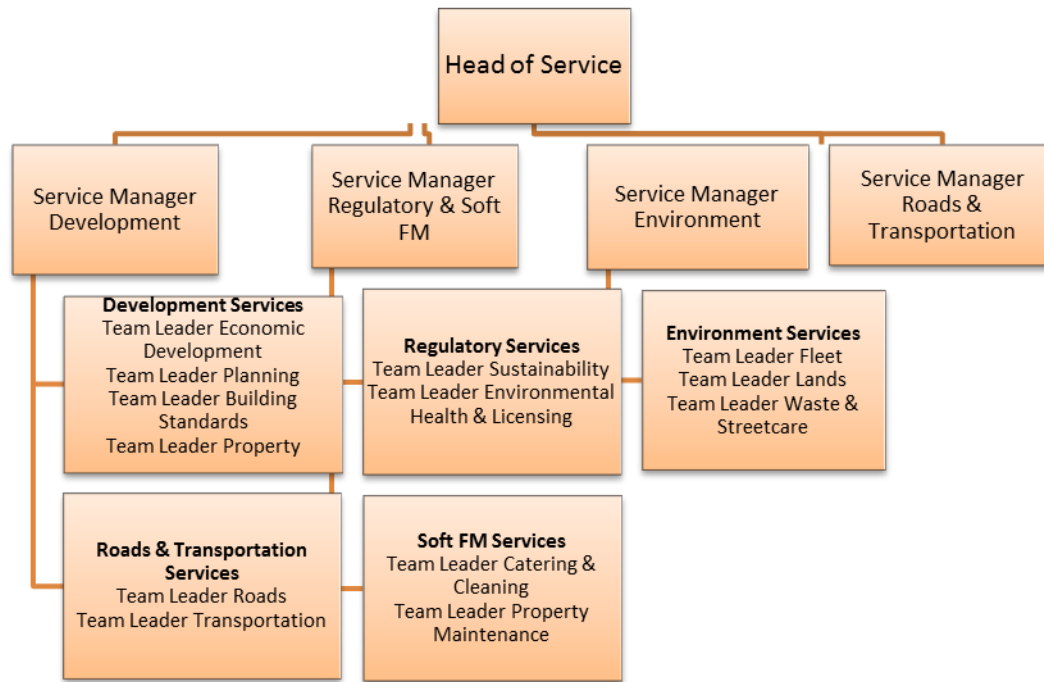 Head of Service
Service Manager
Development
Service Manager
Regulatory & Soft
FM
Service Manager
Environment
Service Manager
Roads &
Transportation
Development Services
Team Leader Economic
Development
Team Leader Planning
Team Leader Building
Standards
Team Leader Property
Regulatory Services
Team Leader Sustainability
Team Leader Environmental
Health & Licensing
Environment Services
Team Leader Fleet
Team Leader Lands
Team Leader Waste &
Streetcare
Roads & Transportation
Services
Team Leader Roads
Team Leader Transportation
Soft FM Services
Team Leader Catering &
Cleaning
Team Leader Property
Maintenance